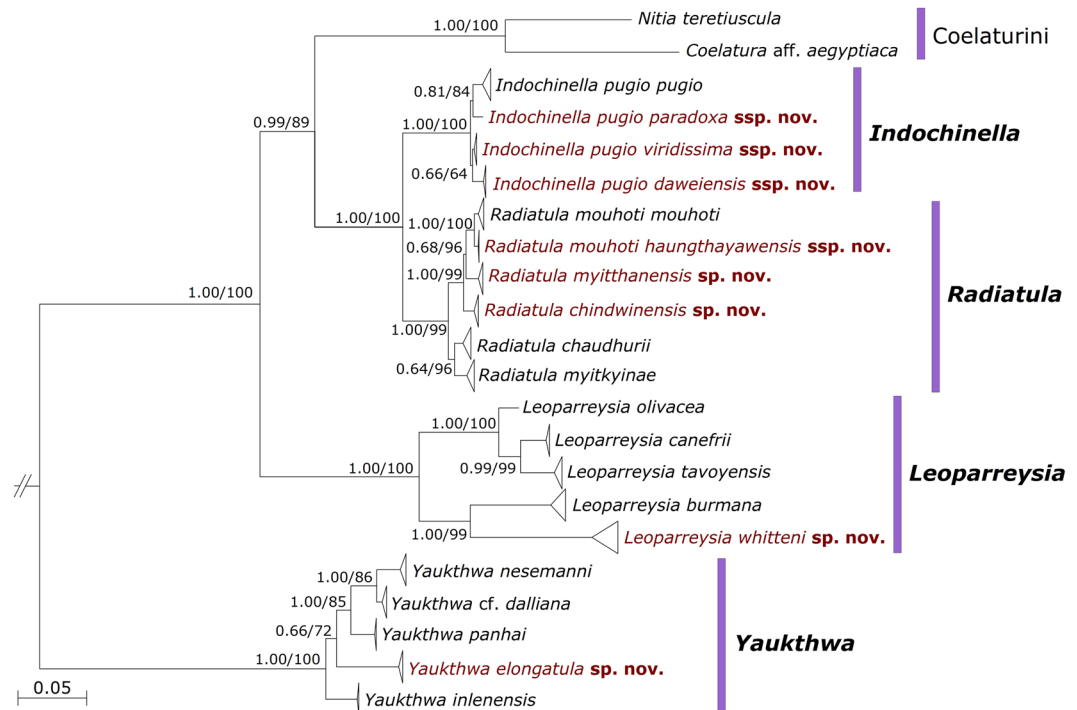 1.00/100
Nitia teretiuscula
Coelatura aff. aegyptiaca
Coelaturini
0.99/89
0.81/84
Indochinella pugio pugio
Indochinella pugio paradoxa ssp. nov.
1.00/100
Indochinella pugio viridissima ssp. nov.
0.66/64
Indochinella pugio daweiensis ssp. nov.
Indochinella
1.00/100
1.00/100
Radiatula mouhoti mouhoti
0.68/96
Radiatula mouhoti haungthayawensis ssp. nov.
1.00/99
Radiatula myitthanensis sp. nov.
Radiatula chindwinensis sp. nov.
1.00/99
Radiatula chaudhurii
0.64/96
Radiatula myitkyinae
Radiatula
1.00/100
1.00/100
1.00/100
Leoparreysia olivacea
Leoparreysia canefrii
0.99/99
Leoparreysia tavoyensis
Leoparreysia burmana
1.00/99
Leoparreysia whitteni sp. nov.
Leoparreysia
1.00/86
Yaukthwa nesemanni
1.00/85
Yaukthwa cf. dalliana
0.66/72
Yaukthwa panhai
1.00/100
Yaukthwa elongatula sp. nov.
Yaukthwa inlenensis
Yaukthwa
0.05